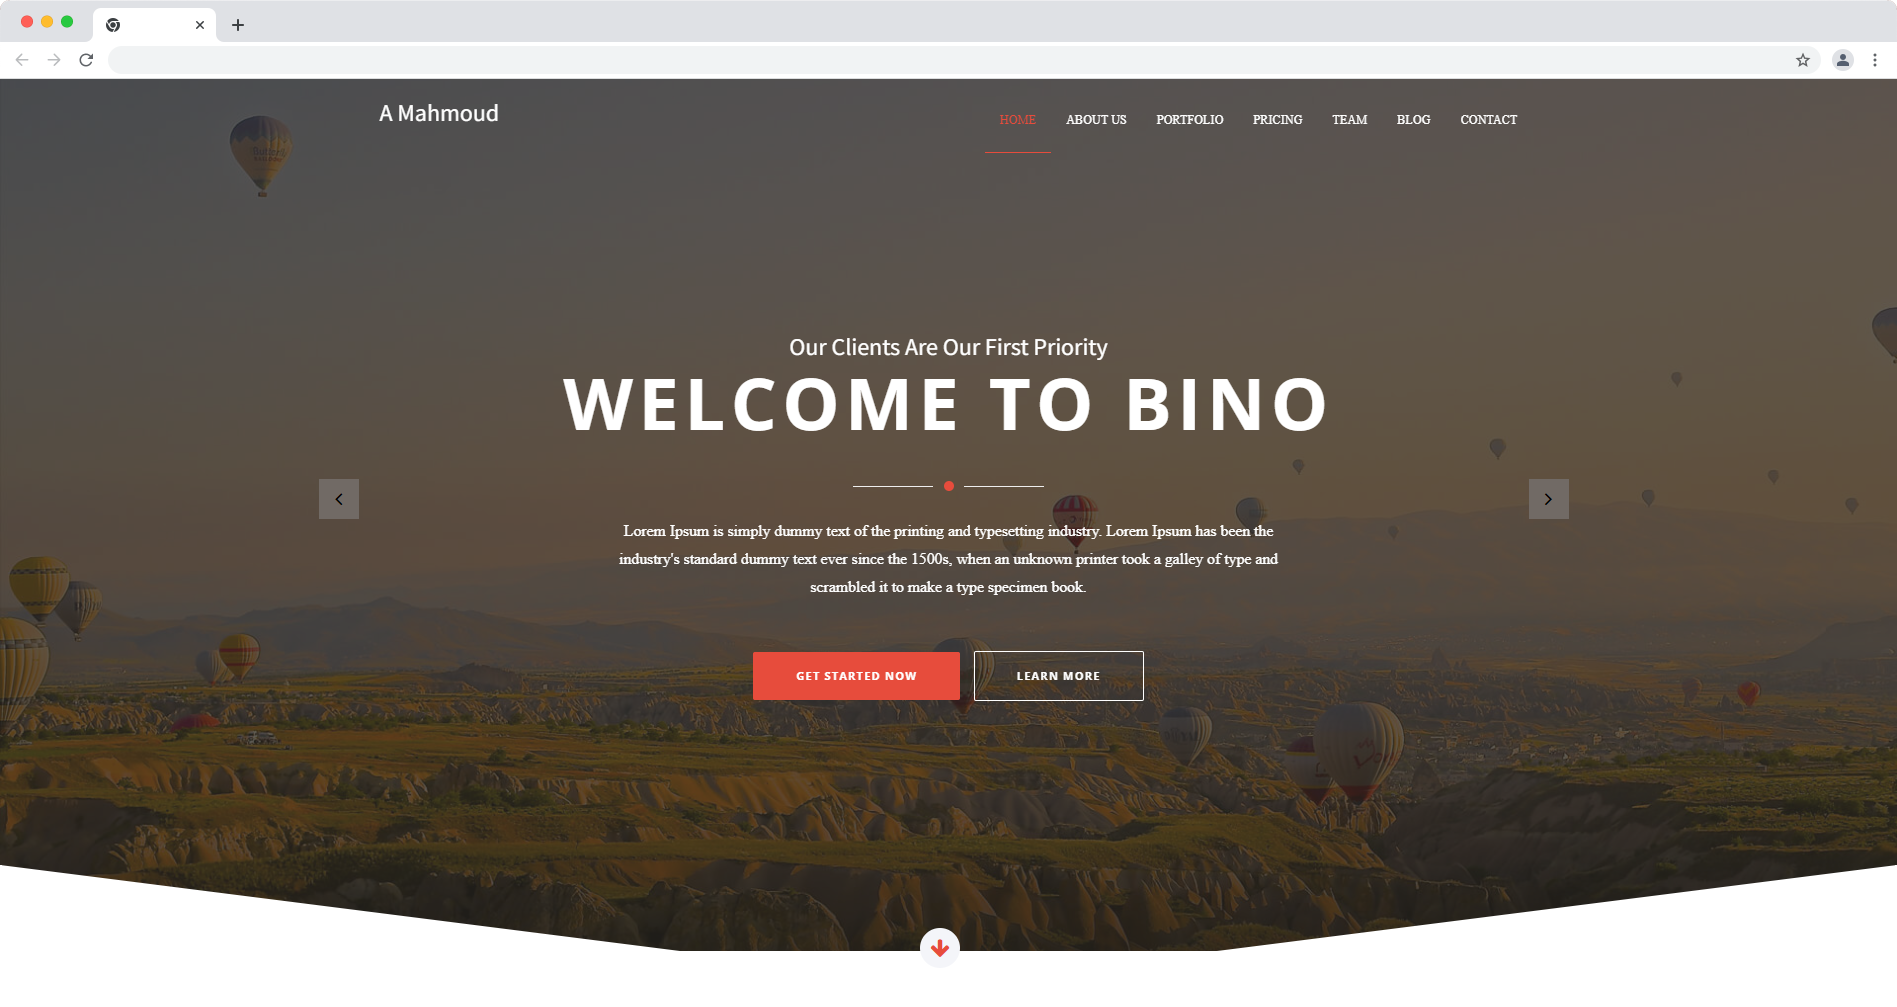 A Mahmoud
HOME ABOUT US PORTFOLIO PRICING TEAM BLOG CONTACT
Our Clients Are Our First Priority
WELCOME TO BINO
Lorem Ipsum is simply dummy text of the printing and typesetting industry. Lorem Ipsum has been the
industry's standard dummy text ever since the 1500s, when an unknown printer took a galley of type and
scrambled it to make a type specimen book.
GET STARTED NOW LEARN MORE